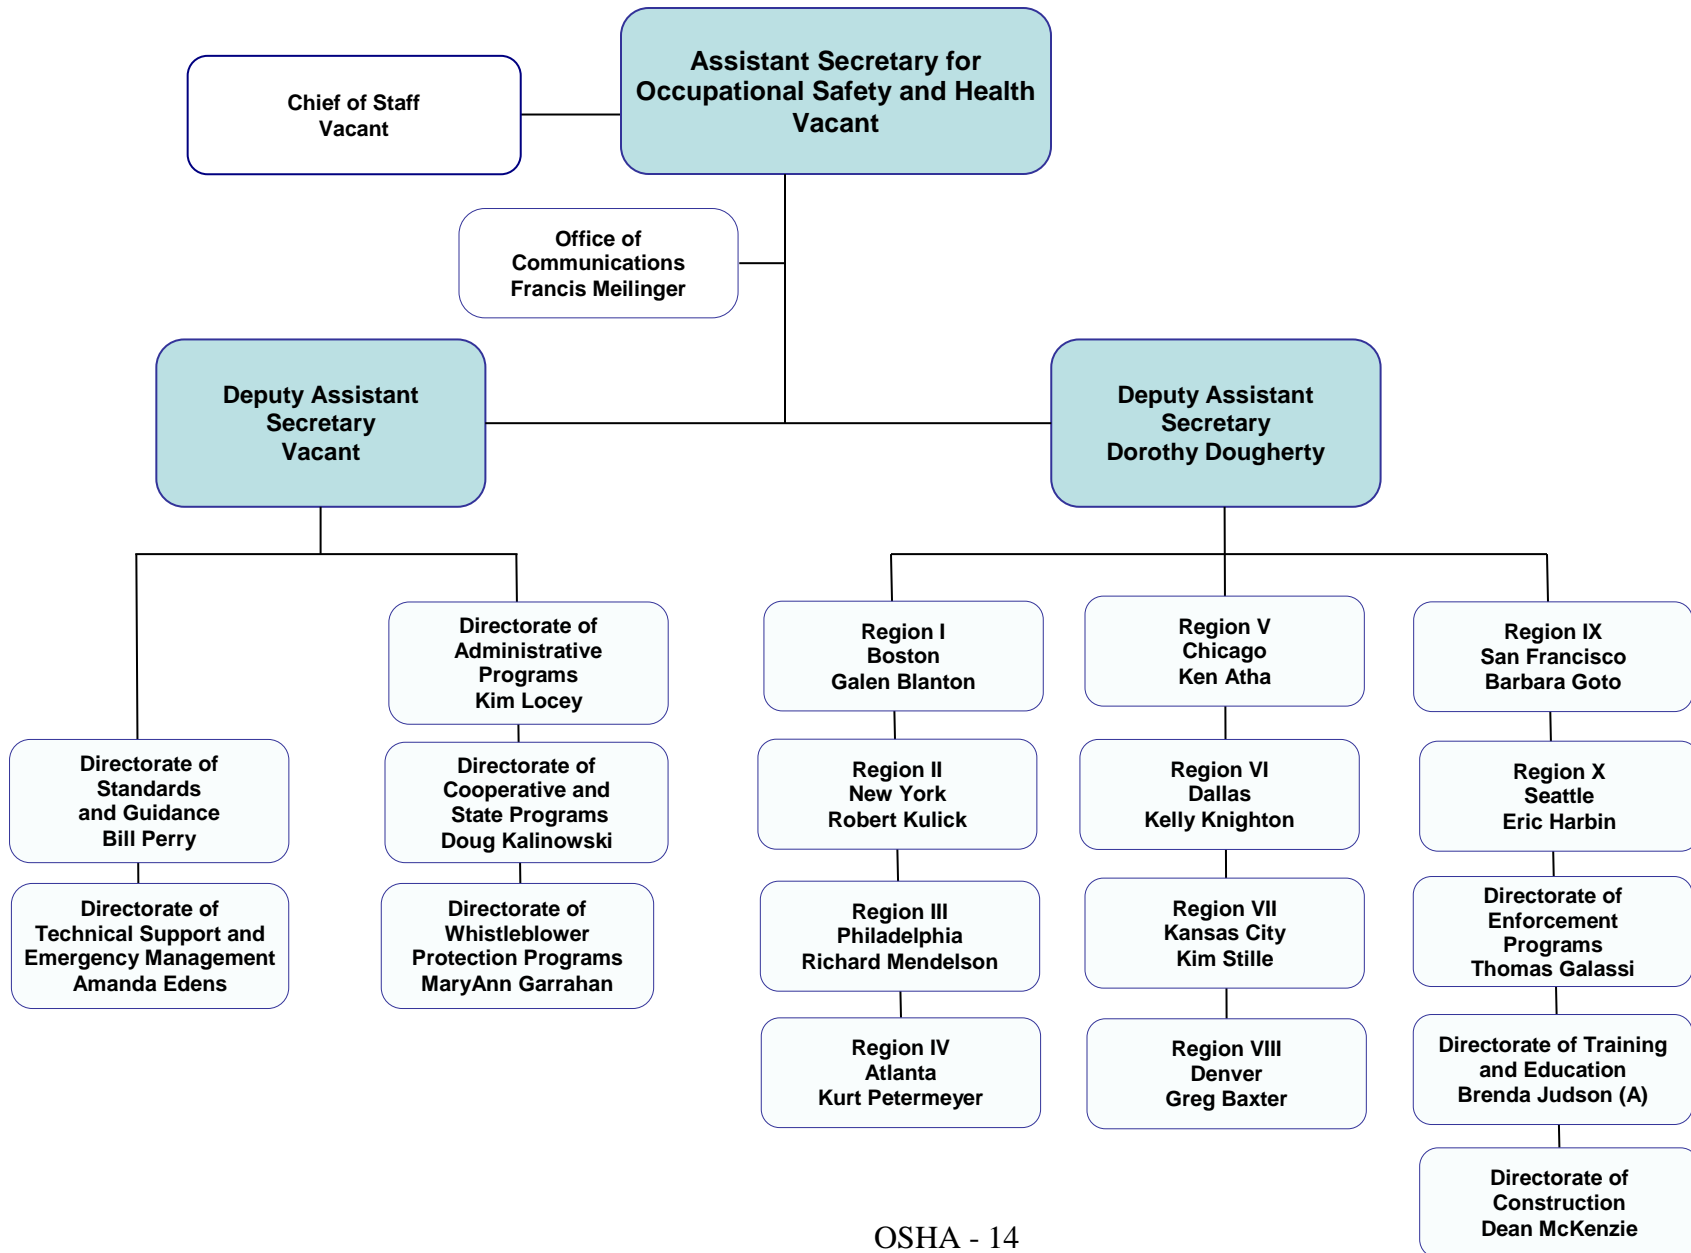 Assistant Secretary for
Occupational Safety and Health
Vacant
Chief of Staff
Vacant
Office of
Communications
Francis Meilinger
Deputy Assistant
Secretary
Vacant
Deputy Assistant
Secretary
Dorothy Dougherty
Directorate of
Standards
and Guidance
Bill Perry
Directorate of
Technical Support and
Emergency Management
Amanda Edens
Directorate of
Administrative
Programs
Kim Locey
Directorate of
Cooperative and
State Programs
Doug Kalinowski
Directorate of
Whistleblower
Protection Programs
MaryAnn Garrahan
Region I
Boston
Galen Blanton
Region II
New York
Robert Kulick
Region III
Philadelphia
Richard Mendelson
Region IV
Atlanta
Kurt Petermeyer
Region V
Chicago
Ken Atha
Region VI
Dallas
Kelly Knighton
Region VII
Kansas City
Kim Stille
Region VIII
Denver
Greg Baxter
Region IX
San Francisco
Barbara Goto
Region X
Seattle
Eric Harbin
Directorate of
Enforcement
Programs
Thomas Galassi
Directorate of Training
and Education
Brenda Judson (A)
Directorate of
Construction
Dean McKenzie
OSHA - 14